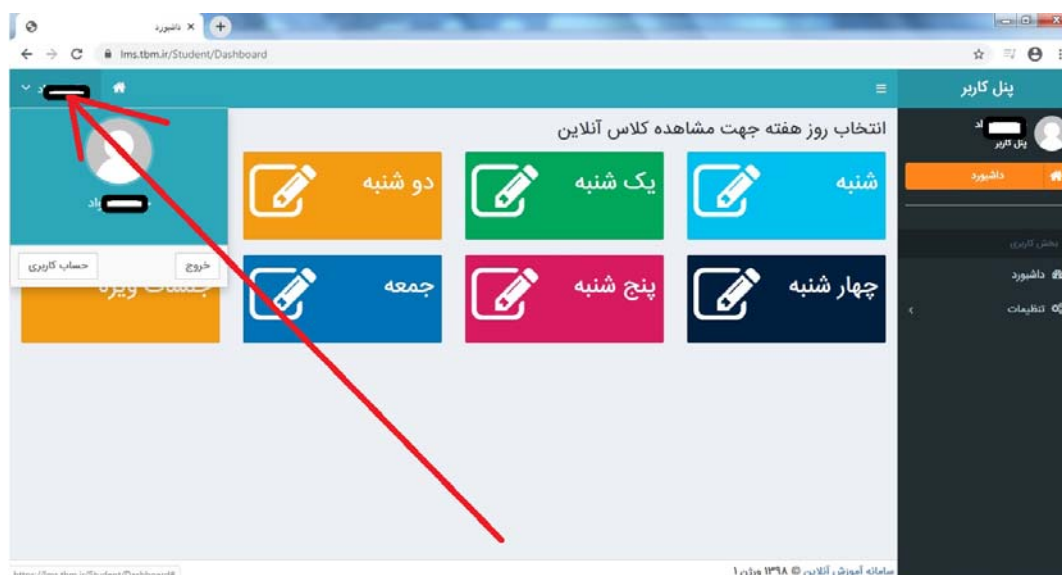 داشبورد
lms.tbm.ir/Student/Dashboard
پنل کاربر
اد
پنل کاربر
داشبورد
بخش کاربری
داشبورد
تنظیمات
انتخاب روز هفته جهت مشاهده کلاس آنلاین
شنبه
یک شنبه
دو شنبه
چهار شنبه
پنج شنبه
جمعه
جلسات ویژه
واد
خروج
حساب کاربری
سامانه آموزش آنلاین © ۱۳۹۸ ورژن ۱
https://lms.tbm.ir/Student/Dashboard#